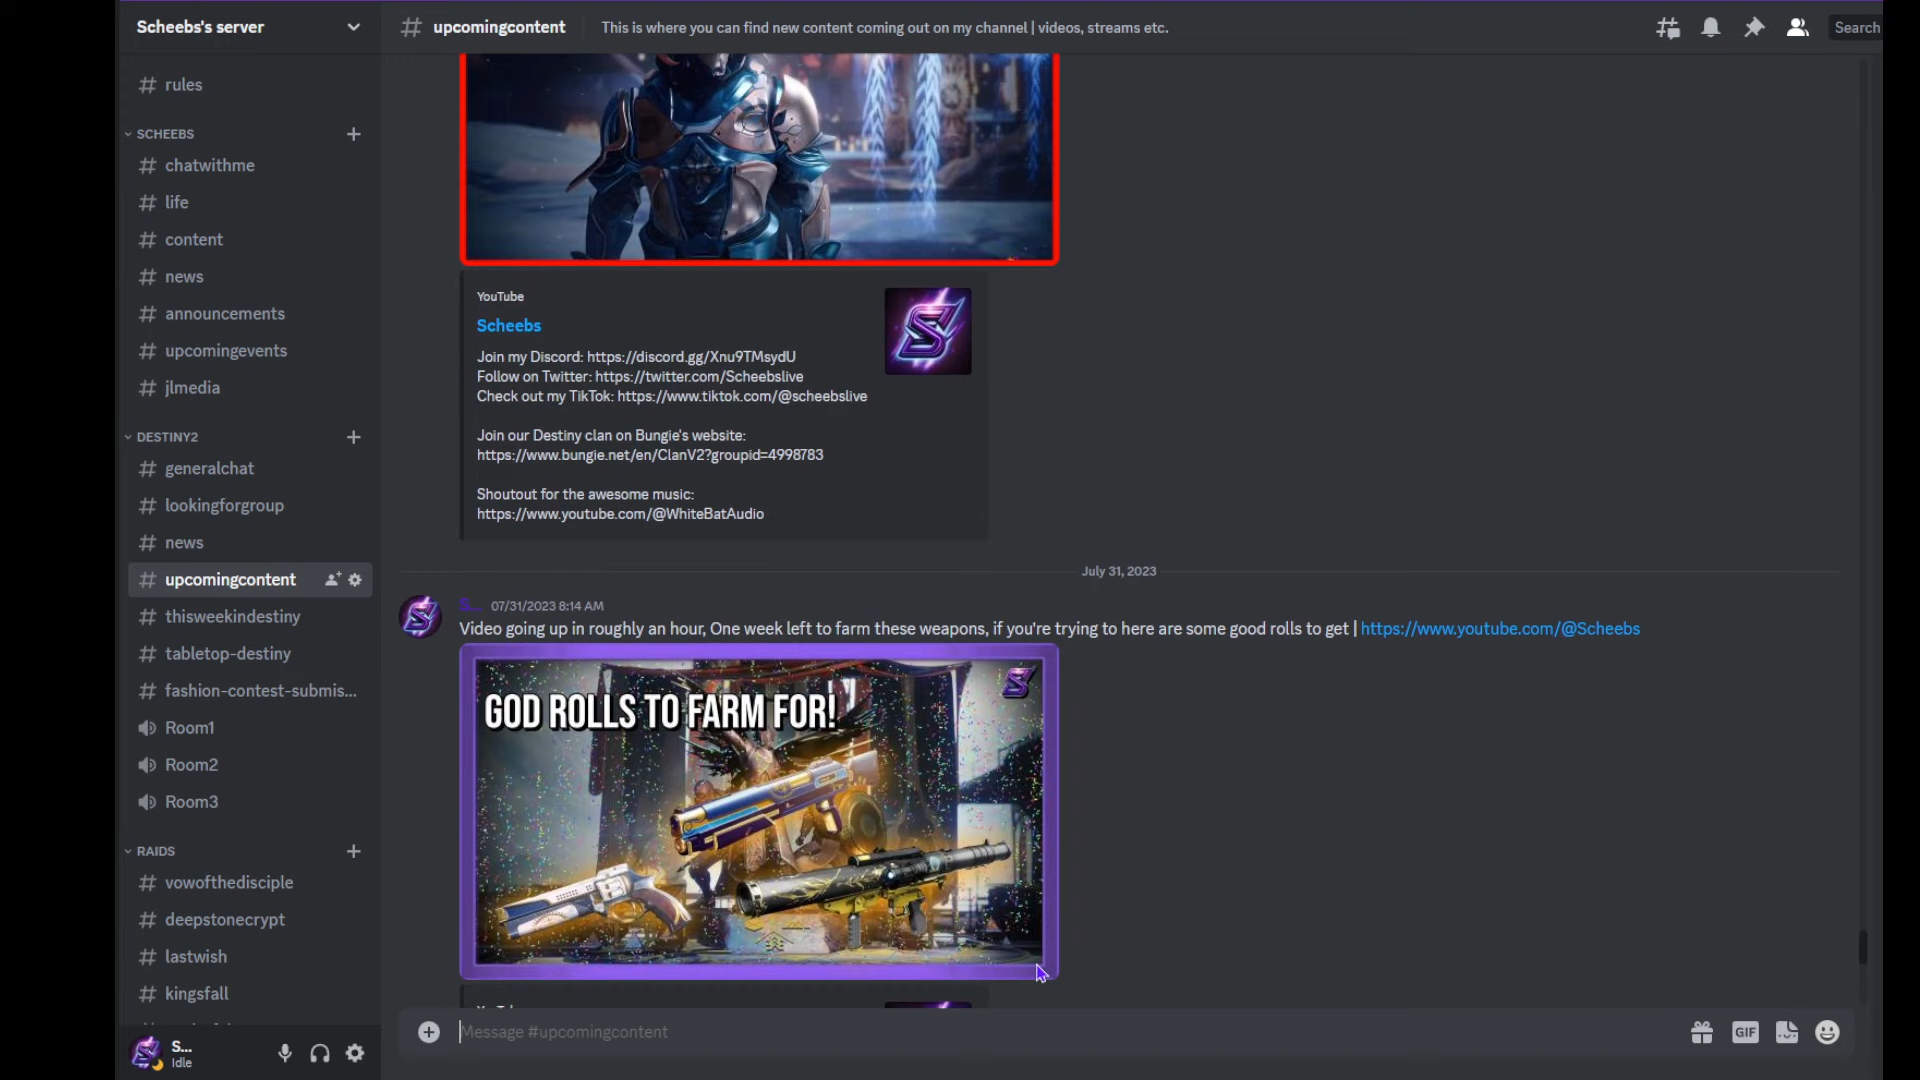 Scheebs's server
upcomingcontent
This is where you can find new content coming out on my channel | videos, streams etc.
Search
rules
SCHEEBS
chatwithme
life
content
news
announcements
upcomingevents
jlmedia
DESTINY2
generalchat
lookingforgroup
news
upcomingcontent
thisweekindestiny
tabletop-destiny
fashion-contest-submis...
Room1
Room2
Room3
RAIDS
vowofthedisciple
deepstonecrypt
lastwish
kingsfall
S...
Idle
YouTube
Scheebs
Join my Discord: https://discord.gg/Xnu9TMsydU
Follow on Twitter: https://twitter.com/Scheebslive
Check out my TikTok: https://www.tiktok.com/@scheebslive
Join our Destiny clan on Bungie's website:
https://www.bungie.net/en/ClanV2?groupid=4998783
Shoutout for the awesome music:
https://www.youtube.com/@WhiteBatAudio
July 31, 2023
S... 07/31/2023 8:14 AM
Video going up in roughly an hour, One week left to farm these weapons, if you're trying to here are some good rolls to get | https://www.youtube.com/@Scheebs
GOD ROLLS TO FARM FOR!
Message #upcomingcontent
GIF